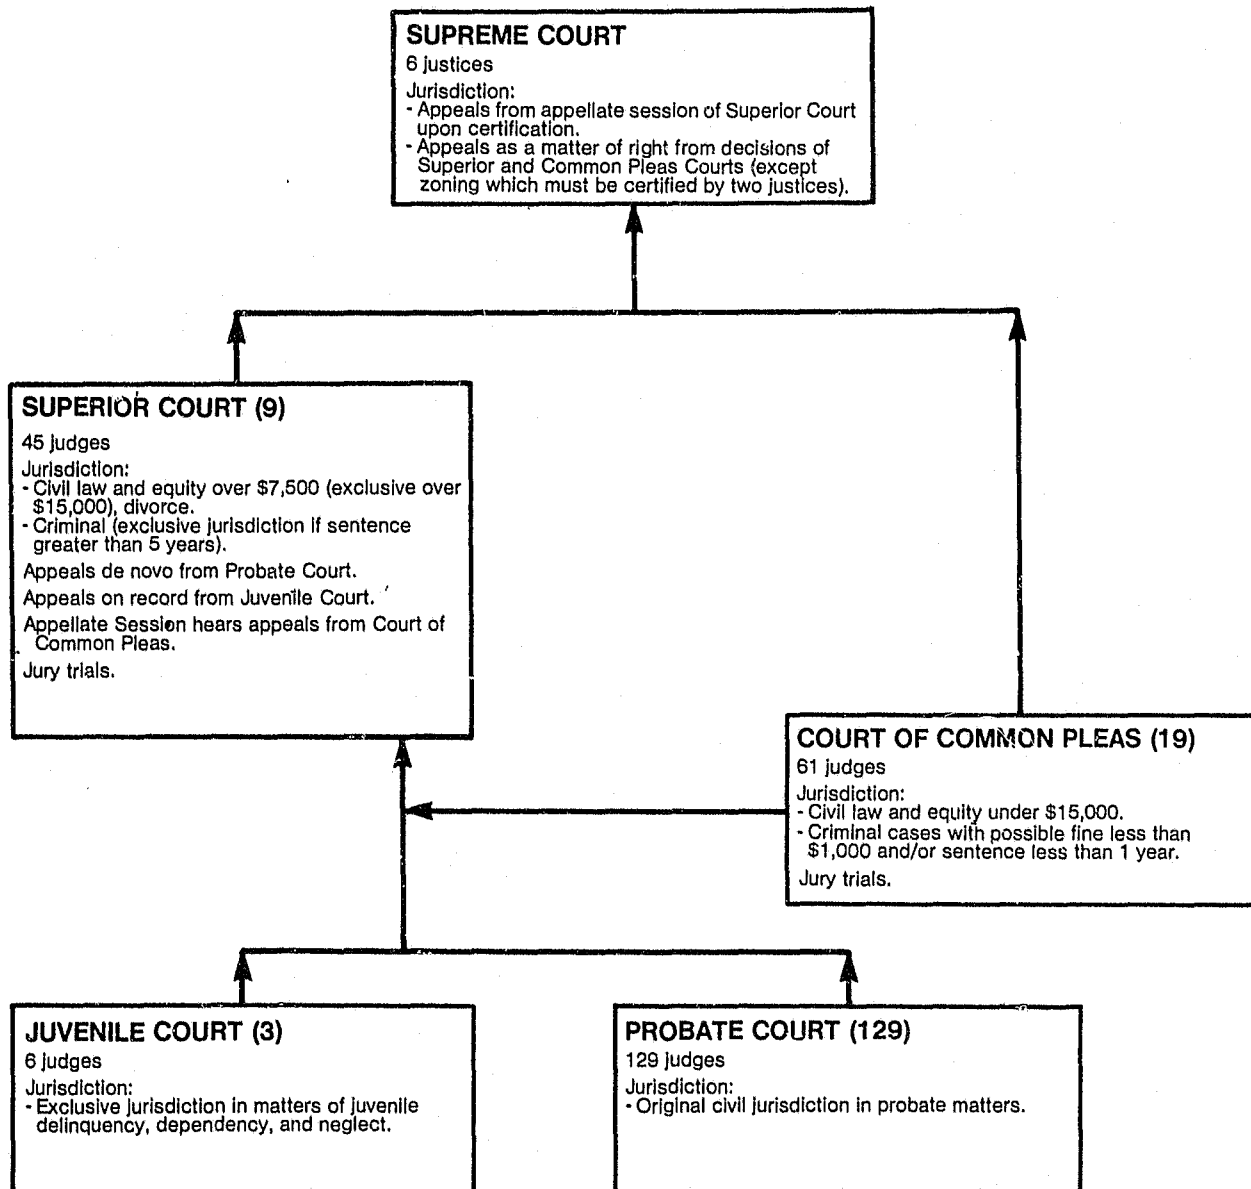 SUPREME COURT
6 justices
Jurisdiction:
- Appeals from appellate session of Superior Court
upon certification.
- Appeals as a matter of right from decisions of
Superior and Common Pleas Courts (except
zoning which must be certified by two justices).
SUPERIOR COURT (9)
45 judges
Jurisdiction:
- Civil law and equity over $7,500 (exclusive over
$15,000), divorce.
- Criminal (exclusive jurisdiction if sentence
greater than 5 years).
Appeals de novo from Probate Court.
Appeals on record from Juvenile Court.
Appellate Session hears appeals from Court of
Common Pleas.
Jury trials.
COURT OF COMMON PLEAS (19)
61 judges
Jurisdiction:
- Civil law and equity under $15,000.
- Criminal cases with possible fine less than
$1,000 and/or sentence less than 1 year.
Jury trials.
JUVENILE COURT (3)
6 judges
Jurisdiction:
- Exclusive jurisdiction in matters of juvenile
delinquency, dependency, and neglect.
PROBATE COURT (129)
129 judges
Jurisdiction:
- Original civil jurisdiction in probate matters.